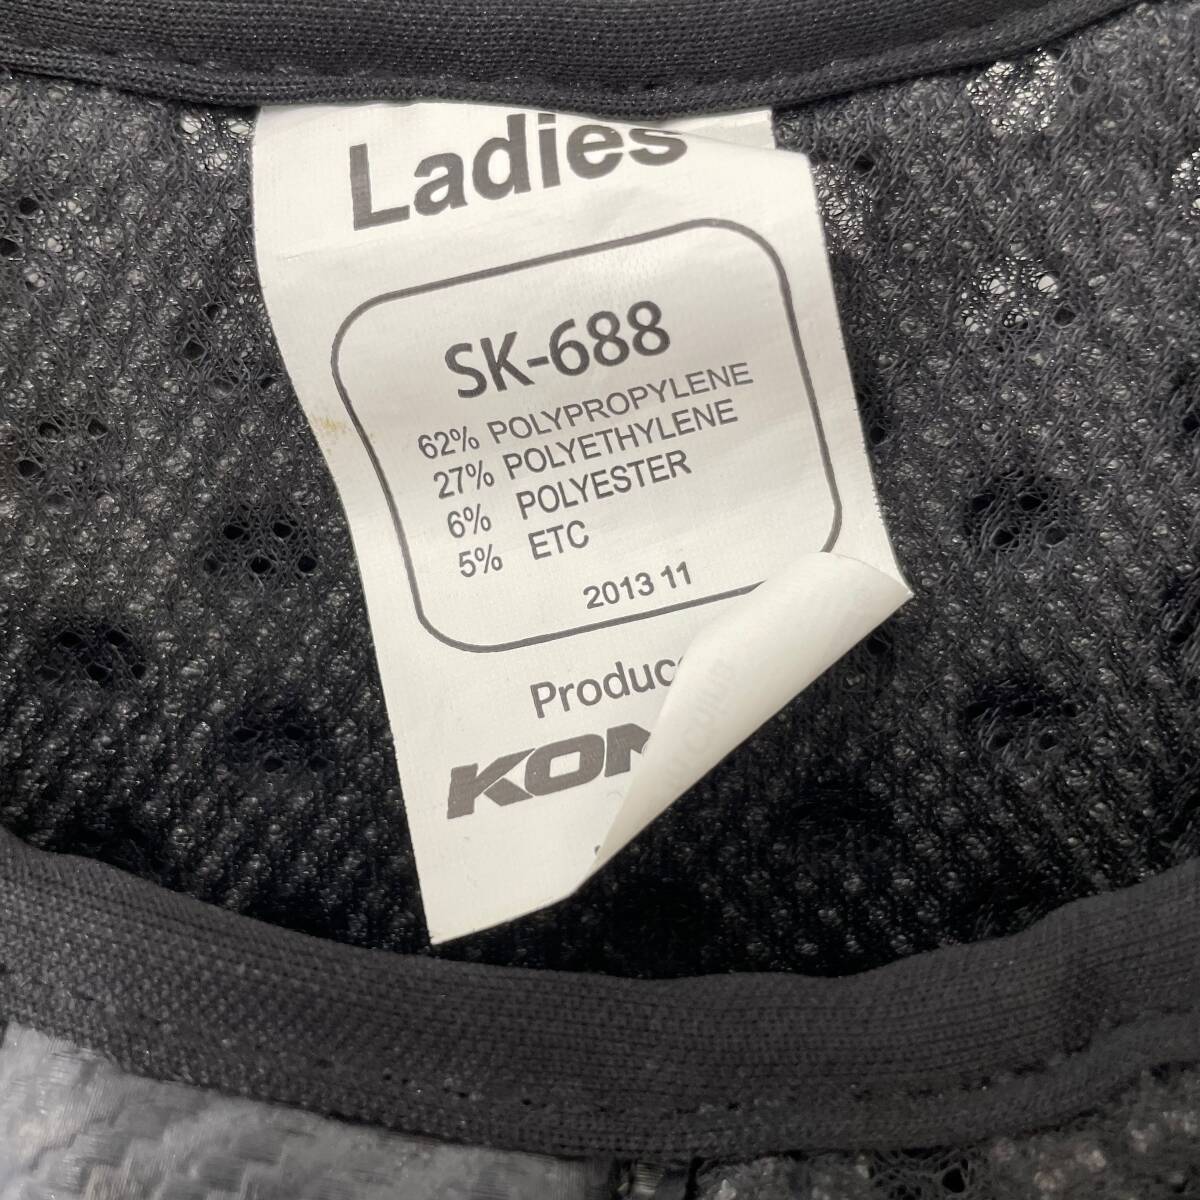 Ladies
SK-688
62% POLYPROPYLENE
27% POLYETHYLENE
6% POLYESTER
5% ETC
2013 11